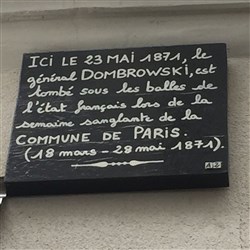 ICI LE 23 MAI 1871, le
général DOMBROWSKI, est
tombé sous les balles de
l'état français lors de la
semaine sanglante de la
COMMUNE DE PARIS.
(18 mars - 28 mai 1871).